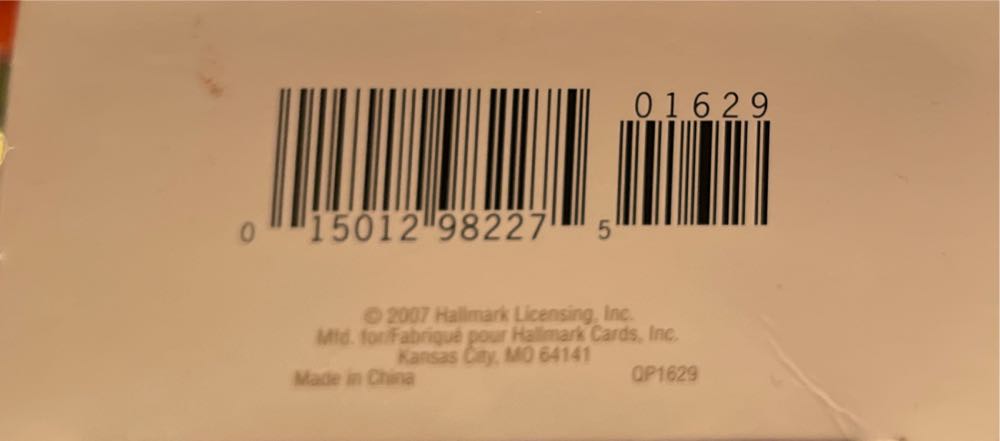 01629
0 15012 98227 5
© 2007 Hallmark Licensing, Inc.
Mfd. for/Fabriqué pour Hallmark Cards, Inc.
Kansas City, MO 64141
Made in China QP1629